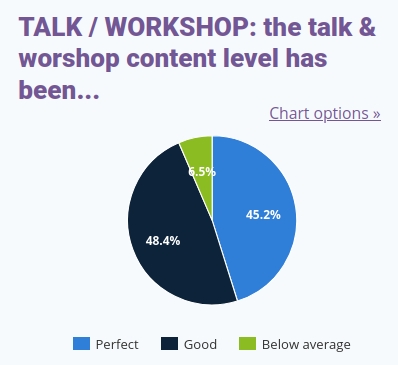 TALK / WORKSHOP: the talk &
worshop content level has
been...
Chart options »
6.5%
45.2%
48.4%
Perfect
Good
Below average